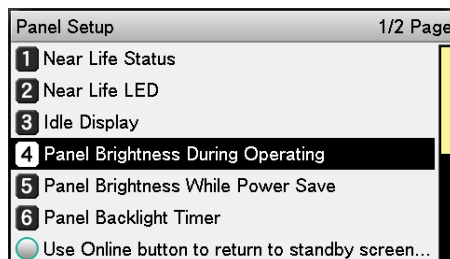 Panel Setup 1/2 Page
1 Near Life Status
2 Near Life LED
3 Idle Display
4 Panel Brightness During Operating
5 Panel Brightness While Power Save
6 Panel Backlight Timer
Use Online button to return to standby screen...